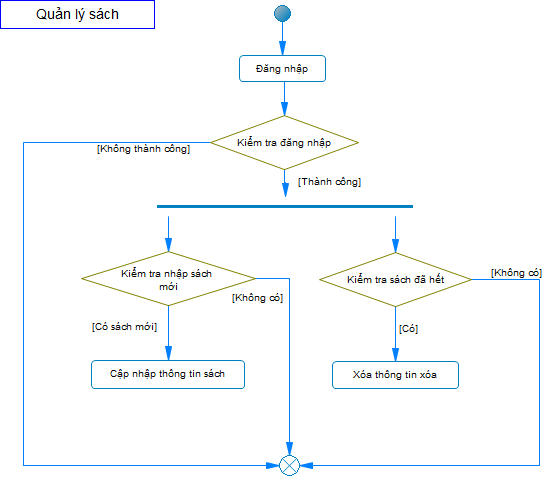 Quản lý sách
Đăng nhập
Kiểm tra đăng nhập
[Không thành công]
[Thành công]
Kiểm tra nhập sách
mới
[Không có]
Kiểm tra sách đã hết
[Không có]
[Có sách mới]
[Có]
Cập nhập thông tin sách
Xóa thông tin xóa